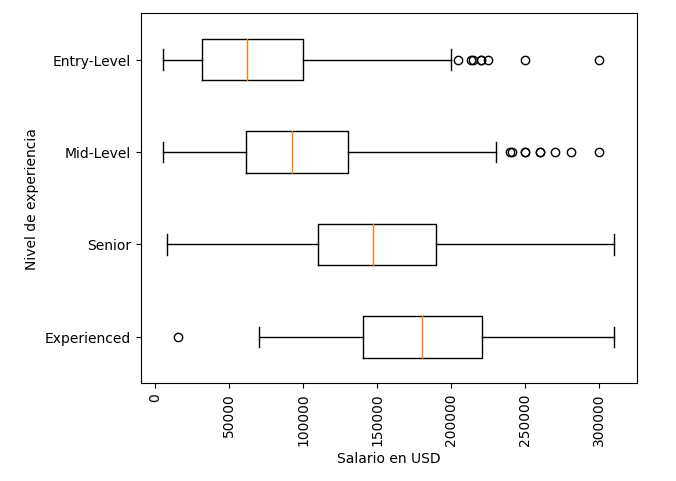 Entry-Level
Mid-Level
Senior
Experienced
Nivel de experiencia
0
50000
100000
150000
200000
250000
300000
Salario en USD